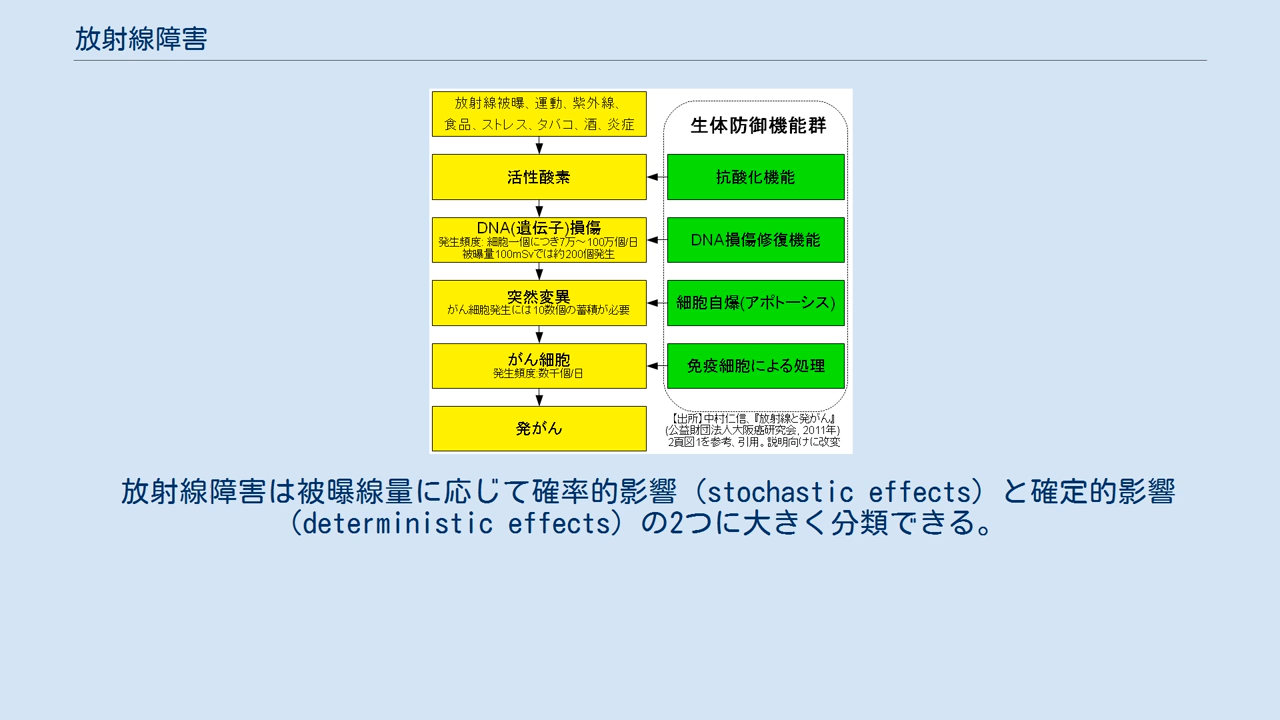 放射線障害
放射線被曝、運動、紫外線、
食品、ストレス、タバコ、酒、炎症
生体防御機能群
活性酸素
抗酸化機能
DNA(遺伝子)損傷
発生頻度: 細胞一個につき7万～100万個/日
被曝量100mSvでは約200個発生
DNA損傷修復機能
突然変異
がん細胞発生には10数個の蓄積が必要
細胞自爆(アポトーシス)
がん細胞
発生頻度:数千個/日
免疫細胞による処理
発がん
【出所】中村仁信、『放射線と発がん』
(公益財団法人大阪癌研究会, 2011年)
2頁図1を参考、引用。説明向けに改変
放射線障害は被曝線量に応じて確率的影響（stochastic effects）と確定的影響
（deterministic effects）の2つに大きく分類できる。